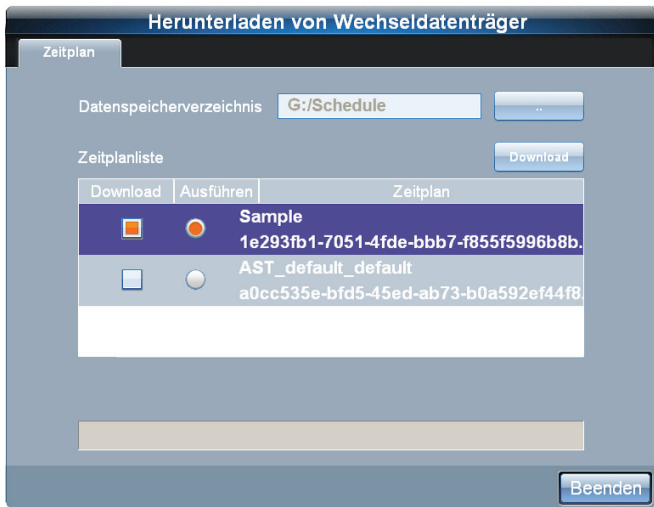 Herunterladen von Wechseldatenträger
Zeitplan
Datenspeicherverzeichnis G:/Schedule ..
Zeitplanliste Download
Download Ausführen Zeitplan
Sample
1e293fb1-7051-4fde-bbb7-f855f5996b8b.
AST_default_default
a0cc535e-bfd5-45ed-ab73-b0a592ef44f8.
Beenden